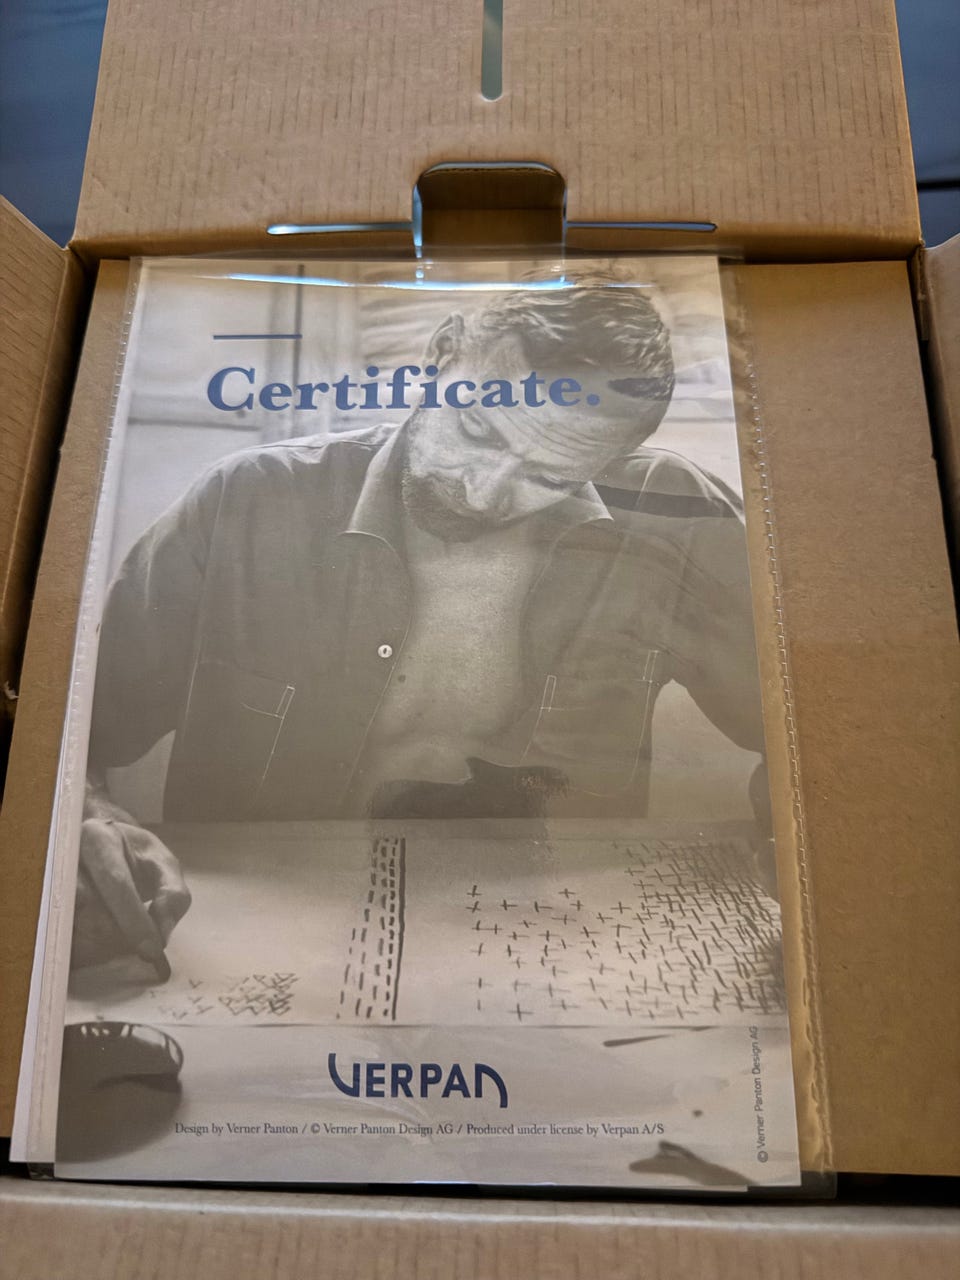 Certificate.
VERPAN
Design by Verner Panton / © Verner Panton Design AG / Produced under license by Verpan A/S
© Verner Panton Design AG